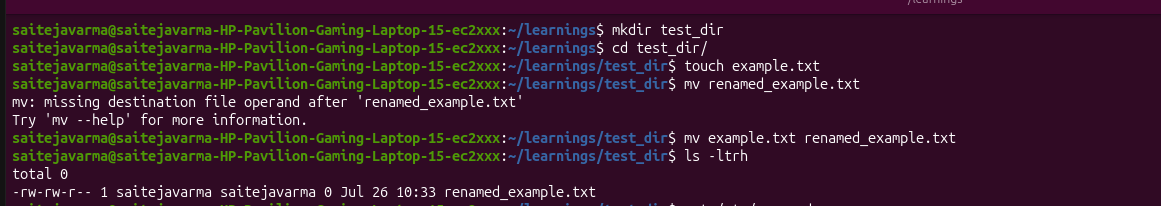 /learnings
saitejavarma@saitejavarma-HP-Pavilion-Gaming-Laptop-15-ec2xxx:~/learnings$ mkdir test_dir
saitejavarma@saitejavarma-HP-Pavilion-Gaming-Laptop-15-ec2xxx:~/learnings$ cd test_dir/
saitejavarma@saitejavarma-HP-Pavilion-Gaming-Laptop-15-ec2xxx:~/learnings/test_dir$ touch example.txt
saitejavarma@saitejavarma-HP-Pavilion-Gaming-Laptop-15-ec2xxx:~/learnings/test_dir$ mv renamed_example.txt
mv: missing destination file operand after 'renamed_example.txt'
Try 'mv --help' for more information.
saitejavarma@saitejavarma-HP-Pavilion-Gaming-Laptop-15-ec2xxx:~/learnings/test_dir$ mv example.txt renamed_example.txt
saitejavarma@saitejavarma-HP-Pavilion-Gaming-Laptop-15-ec2xxx:~/learnings/test_dir$ ls -ltrh
total 0
-rw-rw-r-- 1 saitejavarma saitejavarma 0 Jul 26 10:33 renamed_example.txt